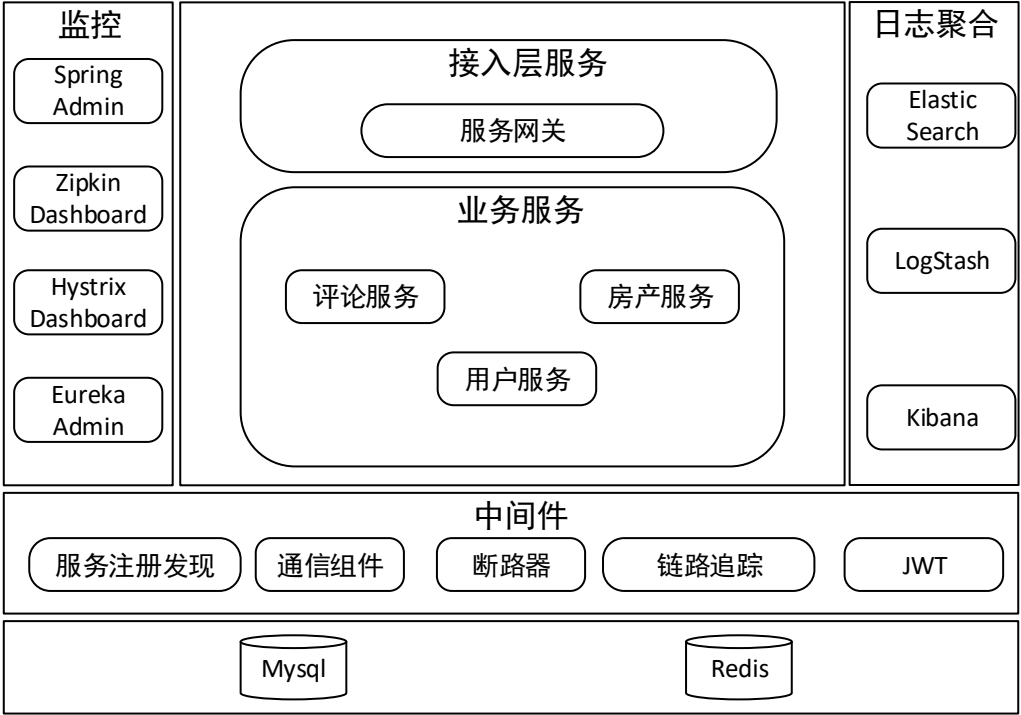 监控
Spring
Admin
Zipkin
Dashboard
Hystrix
Dashboard
Eureka
Admin
接入层服务
服务网关
业务服务
评论服务
房产服务
用户服务
日志聚合
Elastic
Search
LogStash
Kibana
中间件
服务注册发现
通信组件
断路器
链路追踪
JWT
Mysql
Redis